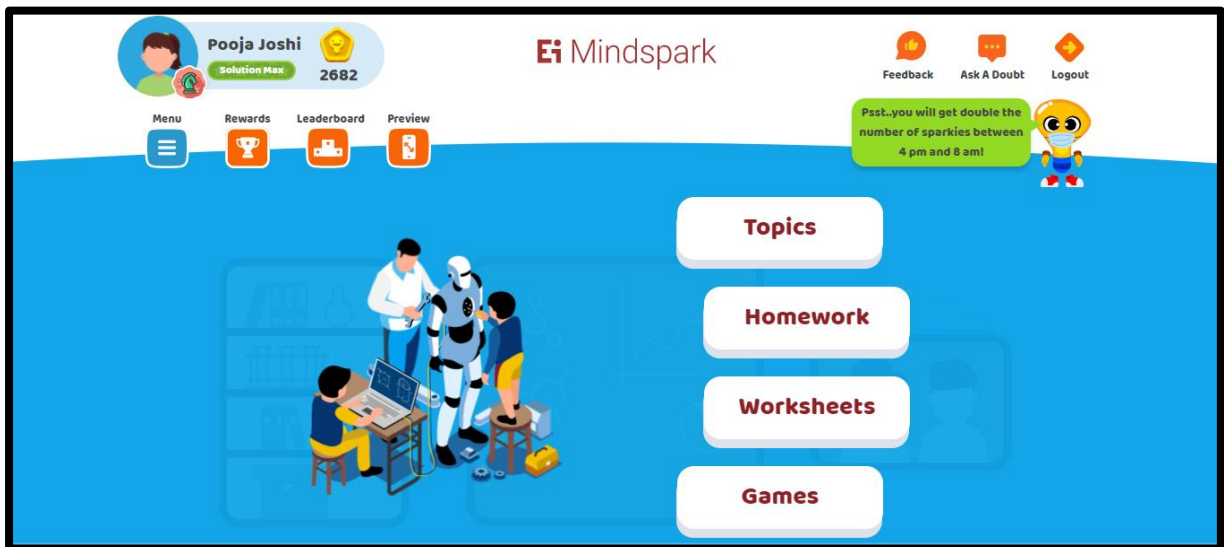 Pooja Joshi
Solution Max
2682
Ei Mindspark
Feedback
Ask A Doubt
Logout
Menu
Rewards
Leaderboard
Preview
Psst..you will get double the
number of sparkies between
4 pm and 8 am!
Topics
Homework
Worksheets
Games